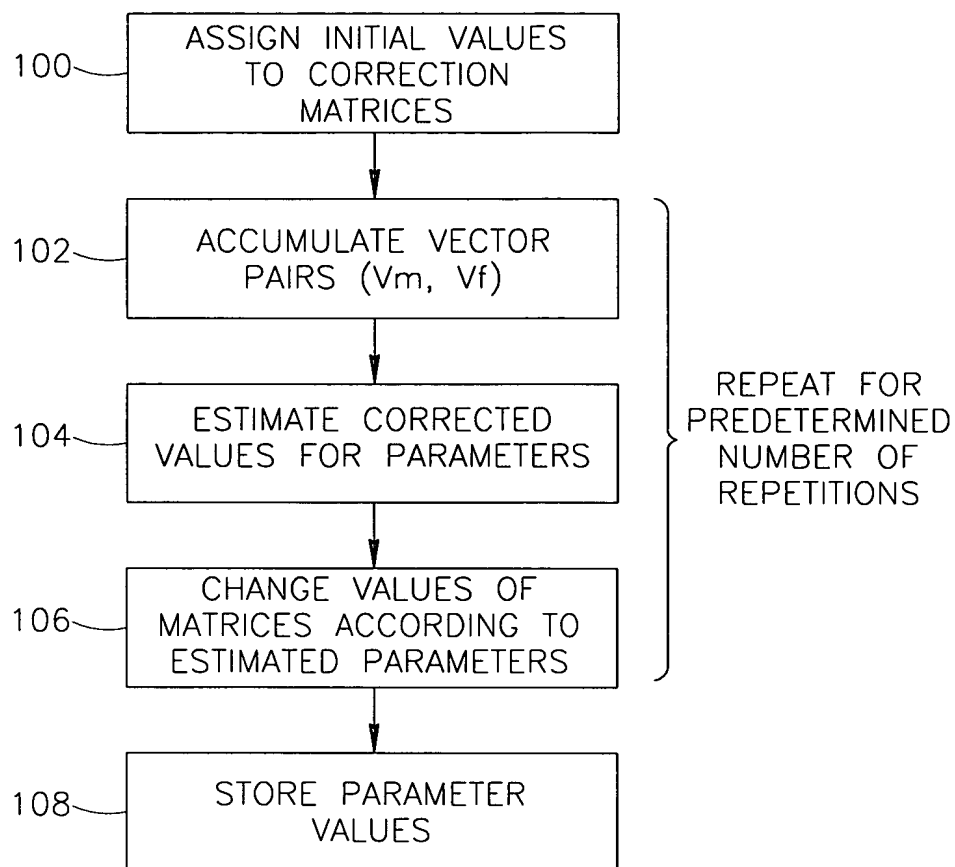 100
ASSIGN INITIAL VALUES
TO CORRECTION
MATRICES
102
ACCUMULATE VECTOR
PAIRS (Vm, Vf)
104
ESTIMATE CORRECTED
VALUES FOR PARAMETERS
106
CHANGE VALUES OF
MATRICES ACCORDING TO
ESTIMATED PARAMETERS
REPEAT FOR
PREDETERMINED
NUMBER OF
REPETITIONS
108
STORE PARAMETER
VALUES